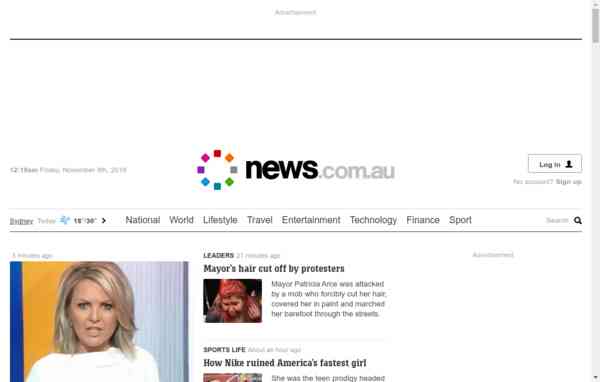 Advertisement
12:15am Friday, November 8th, 2019
news.com.au
Log in
No account? Sign up
Sydney Today 18°/30°
National World Lifestyle Travel Entertainment Technology Finance Sport
Search
5 minutes ago
LEADERS 21 minutes ago
Advertisement
Mayor's hair cut off by protesters
Mayor Patricia Arce was attacked
by a mob who forcibly cut her hair,
covered her in paint and marched
her barefoot through the streets.
SPORTS LIFE About an hour ago
How Nike ruined America's fastest girl
She was the teen prodigy headed